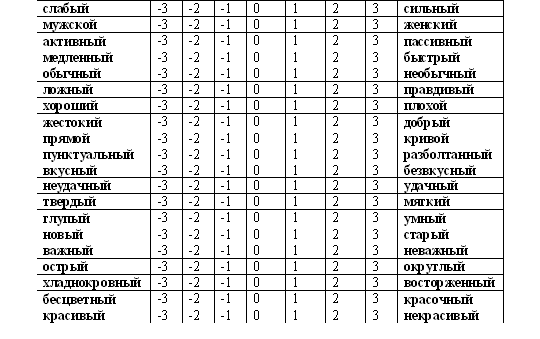 слабый -3 -2 -1 0 1 2 3 сильный
мужской -3 -2 -1 0 1 2 3 женский
активный -3 -2 -1 0 1 2 3 пассивный
медленный -3 -2 -1 0 1 2 3 быстрый
обычный -3 -2 -1 0 1 2 3 необычный
ложный -3 -2 -1 0 1 2 3 правдивый
хороший -3 -2 -1 0 1 2 3 плохой
жестокий -3 -2 -1 0 1 2 3 добрый
прямой -3 -2 -1 0 1 2 3 кривой
пунктуальный -3 -2 -1 0 1 2 3 разболтанный
вкусный -3 -2 -1 0 1 2 3 безвкусный
неудачный -3 -2 -1 0 1 2 3 удачный
твердый -3 -2 -1 0 1 2 3 мягкий
глупый -3 -2 -1 0 1 2 3 умный
новый -3 -2 -1 0 1 2 3 старый
важный -3 -2 -1 0 1 2 3 неважный
острый -3 -2 -1 0 1 2 3 округлый
хладнокровный -3 -2 -1 0 1 2 3 восторженный
бесцветный -3 -2 -1 0 1 2 3 красочный
красивый -3 -2 -1 0 1 2 3 некрасивый